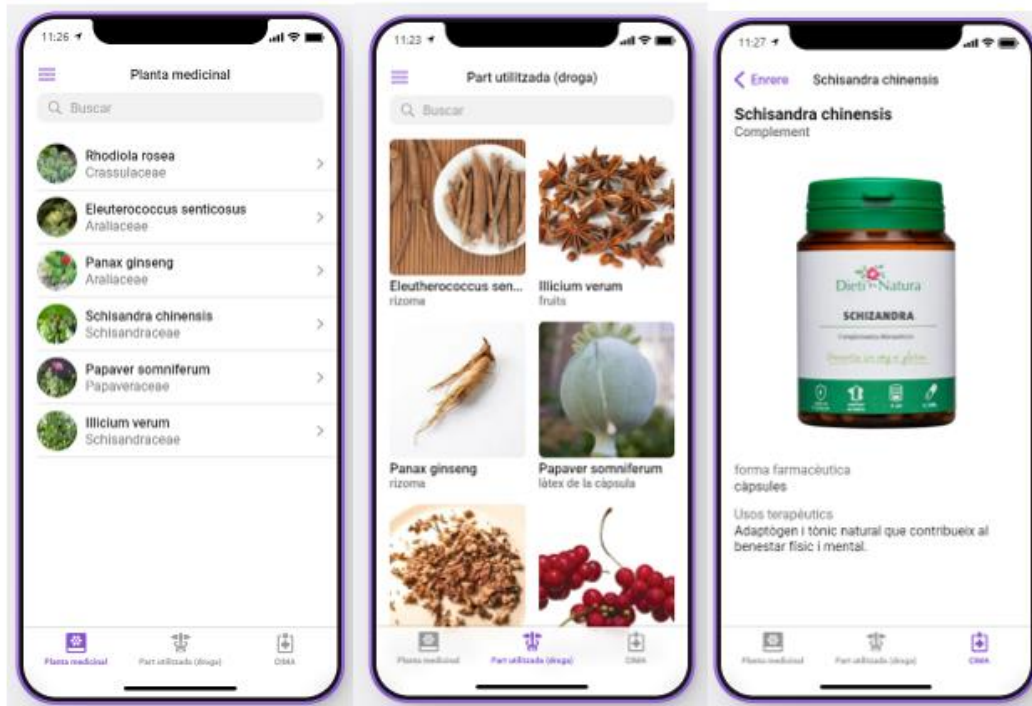 11:26
Planta medicinal
Buscar
Rhodiola rosea
Crassulaceae
Eleuterococcus senticosus
Araliaceae
Panax ginseng
Araliaceae
Schisandra chinensis
Schisandraceae
Papaver somniferum
Papaveraceae
Illicium verum
Schisandraceae
Planta medicinal
Part utilitzada (droga)
CIMA
11:23
Part utilitzada (droga)
Buscar
Eleutherococcus sen...
rizoma
Illicium verum
fruits
Panax ginseng
rizoma
Papaver somniferum
làtex de la càpsula
Planta medicinal
Part utilitzada (droga)
CIMA
11:27
Enrere
Schisandra chinensis
Schisandra chinensis
Complement
Dieti Natura
SCHIZANDRA
forma farmacèutica
càpsules
Usos terapèutics
Adaptògen i tònic natural que contribueix al
benestar físic i mental.
Planta medicinal
Part utilitzada (droga)
CIMA